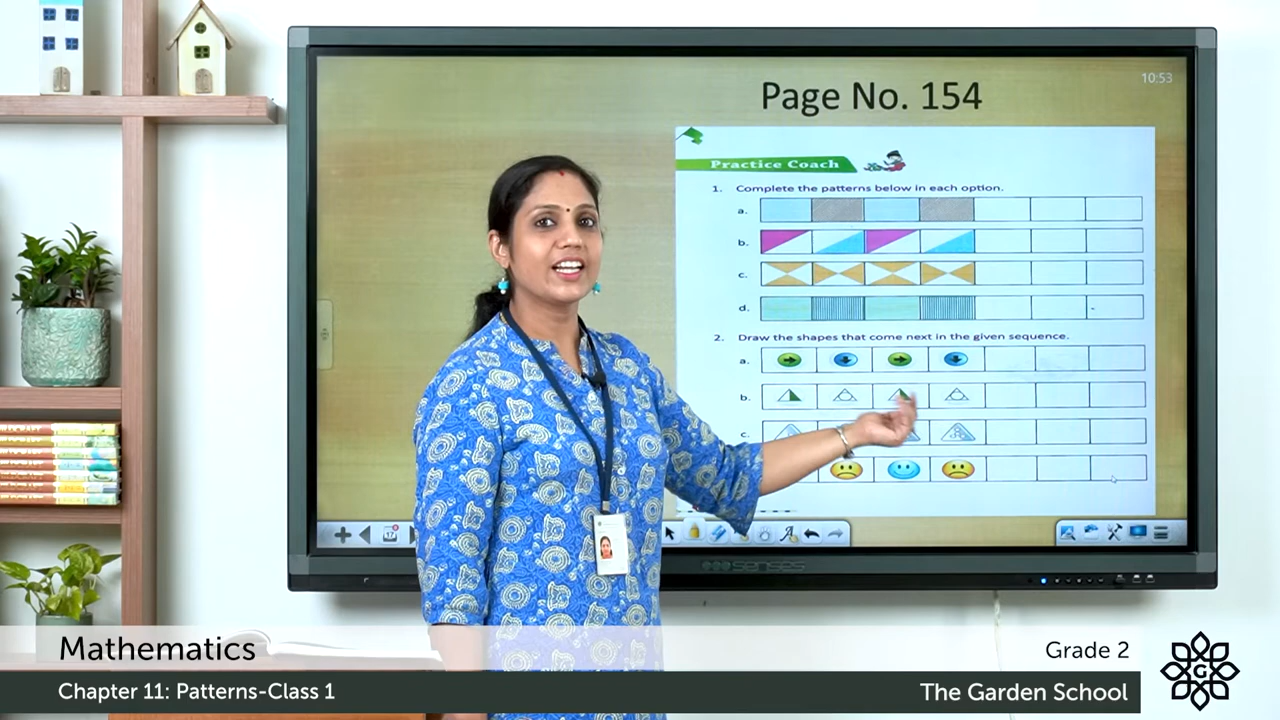 10:53
Page No. 154
Practice Coach
1. Complete the patterns below in each option.
a.
b.
c.
d.
2. Draw the shapes that come next in the given sequence.
a.
b.
c.
senses
Mathematics
Grade 2
Chapter 11: Patterns-Class 1
The Garden School
G